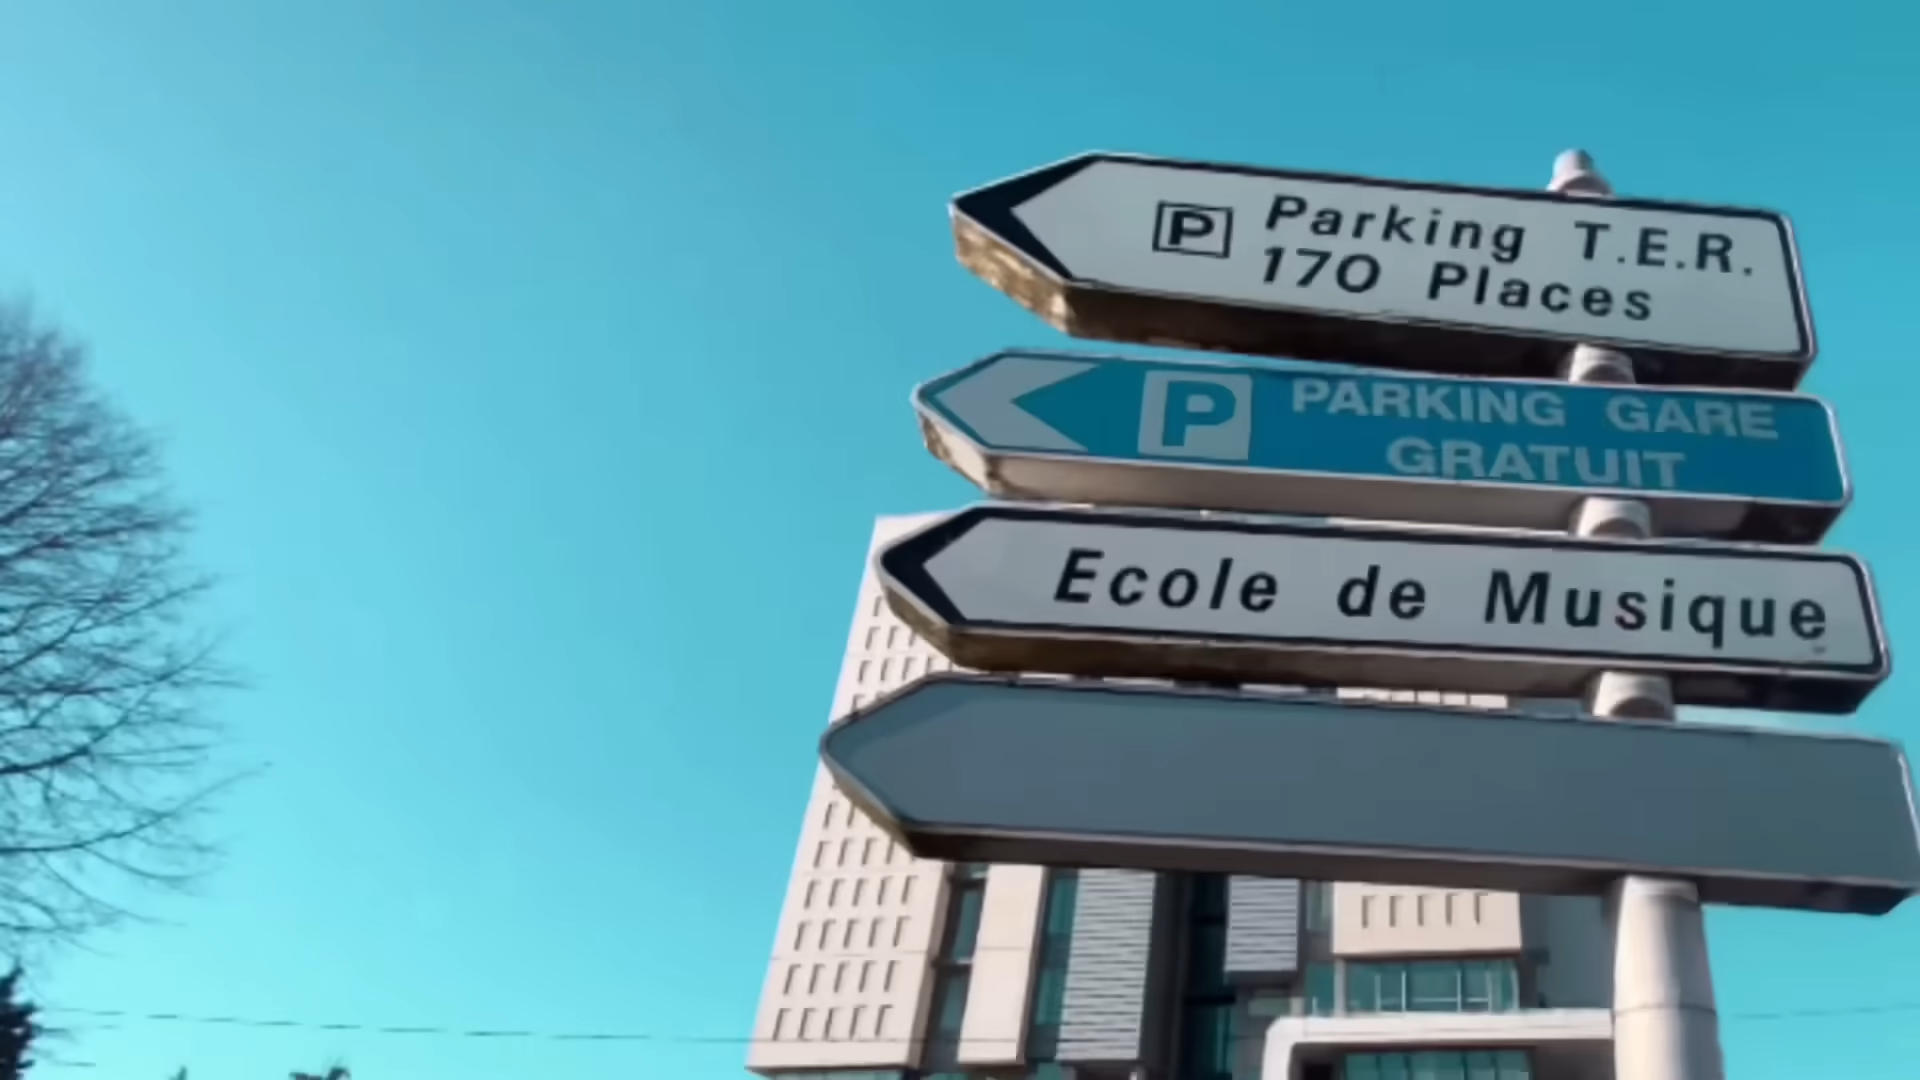 P Parking T.E.R.
170 Places
P PARKING GARE
GRATUIT
Ecole de Musique